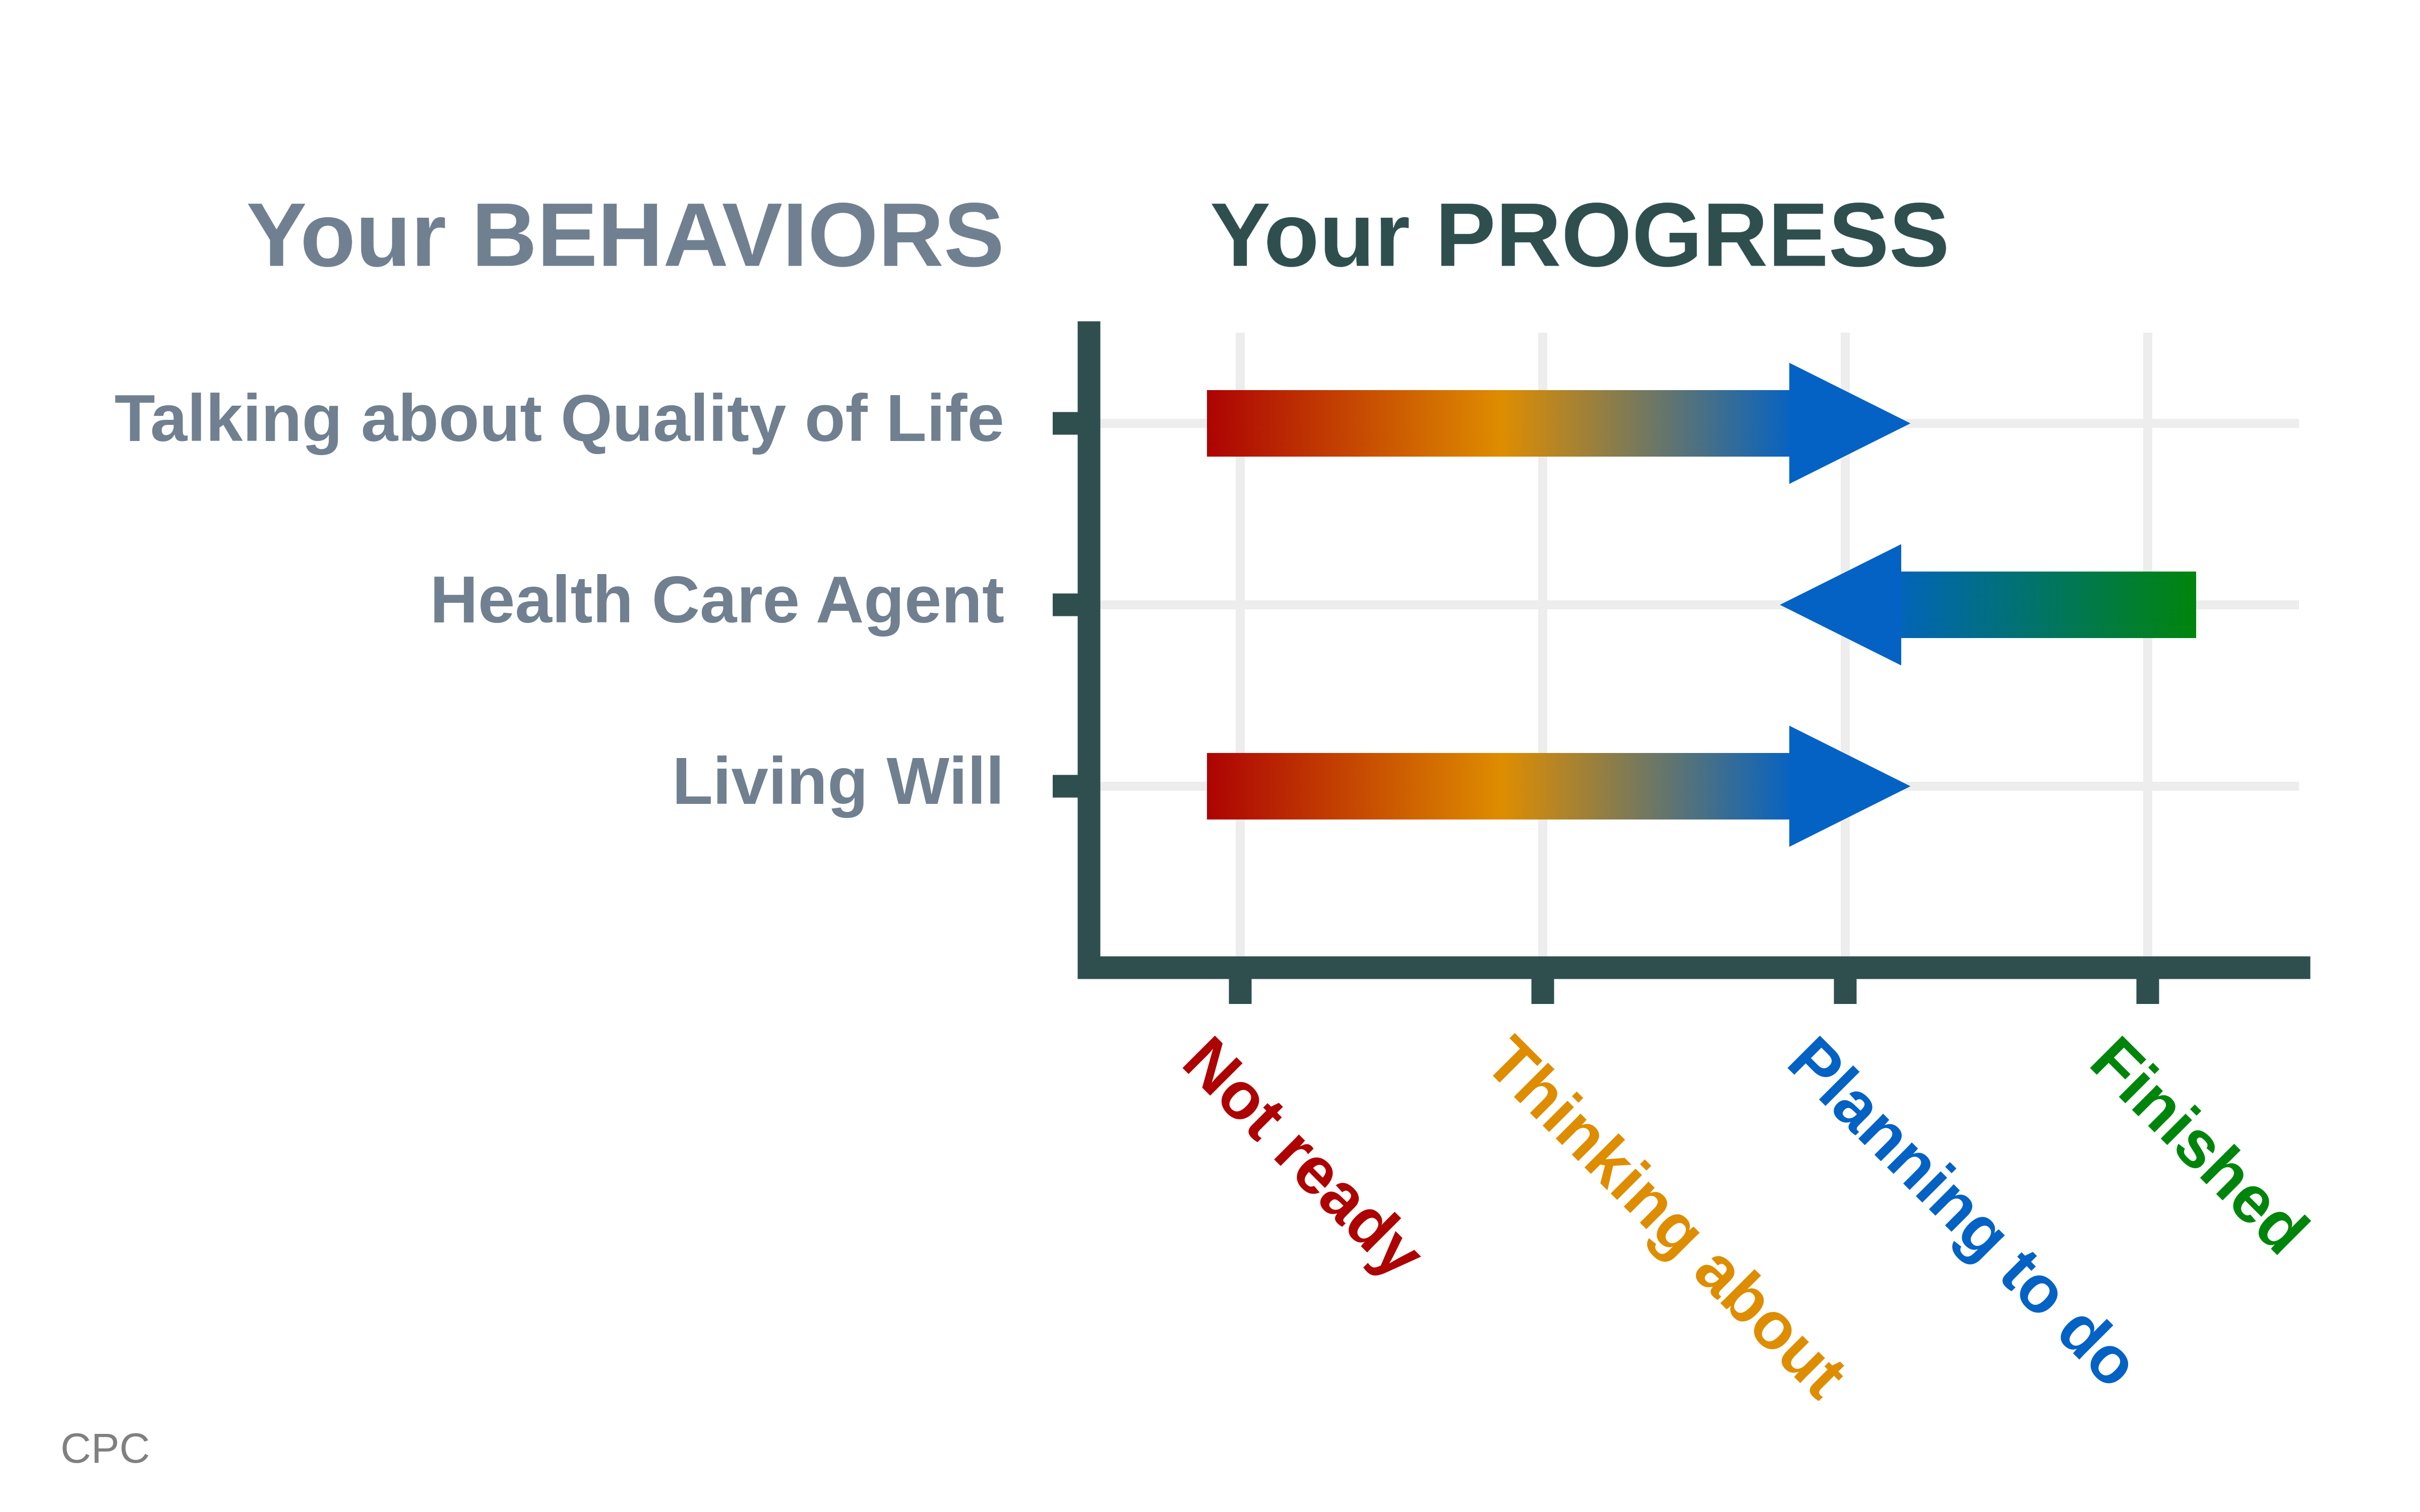 Your BEHAVIORS
Your PROGRESS
Talking about Quality of Life
Health Care Agent
Living Will
Not ready
Thinking about
Planning to do
Finished
CPC